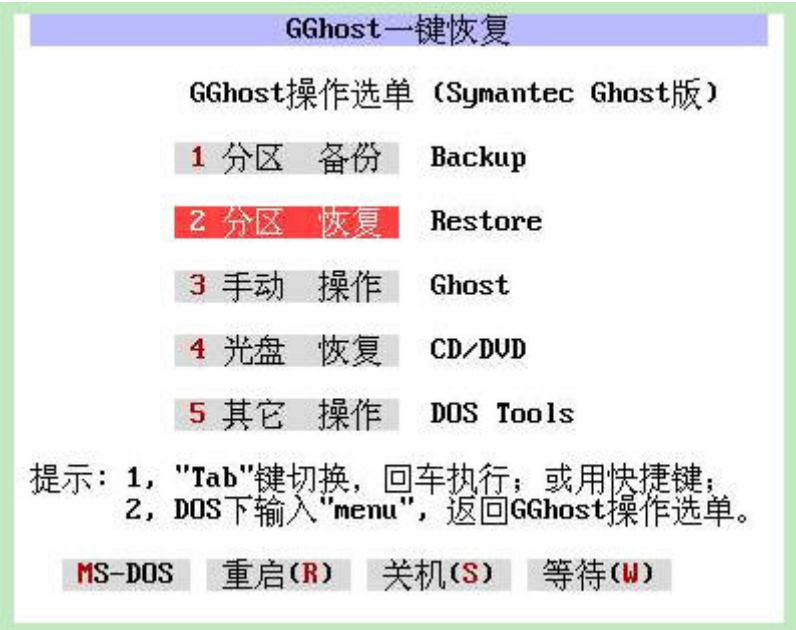 GGhost一键恢复
GGhost操作选单 (Symantec Ghost版)
1 分区 备份 Backup
2 分区 恢复 Restore
3 手动 操作 Ghost
4 光盘 恢复 CD/DVD
5 其它 操作 DOS Tools
提示: 1, "Tab"键切换, 回车执行; 或用快捷键;
2, DOS下输入"menu", 返回GGhost操作选单。
MS-DOS 重启(R) 关机(S) 等待(W)